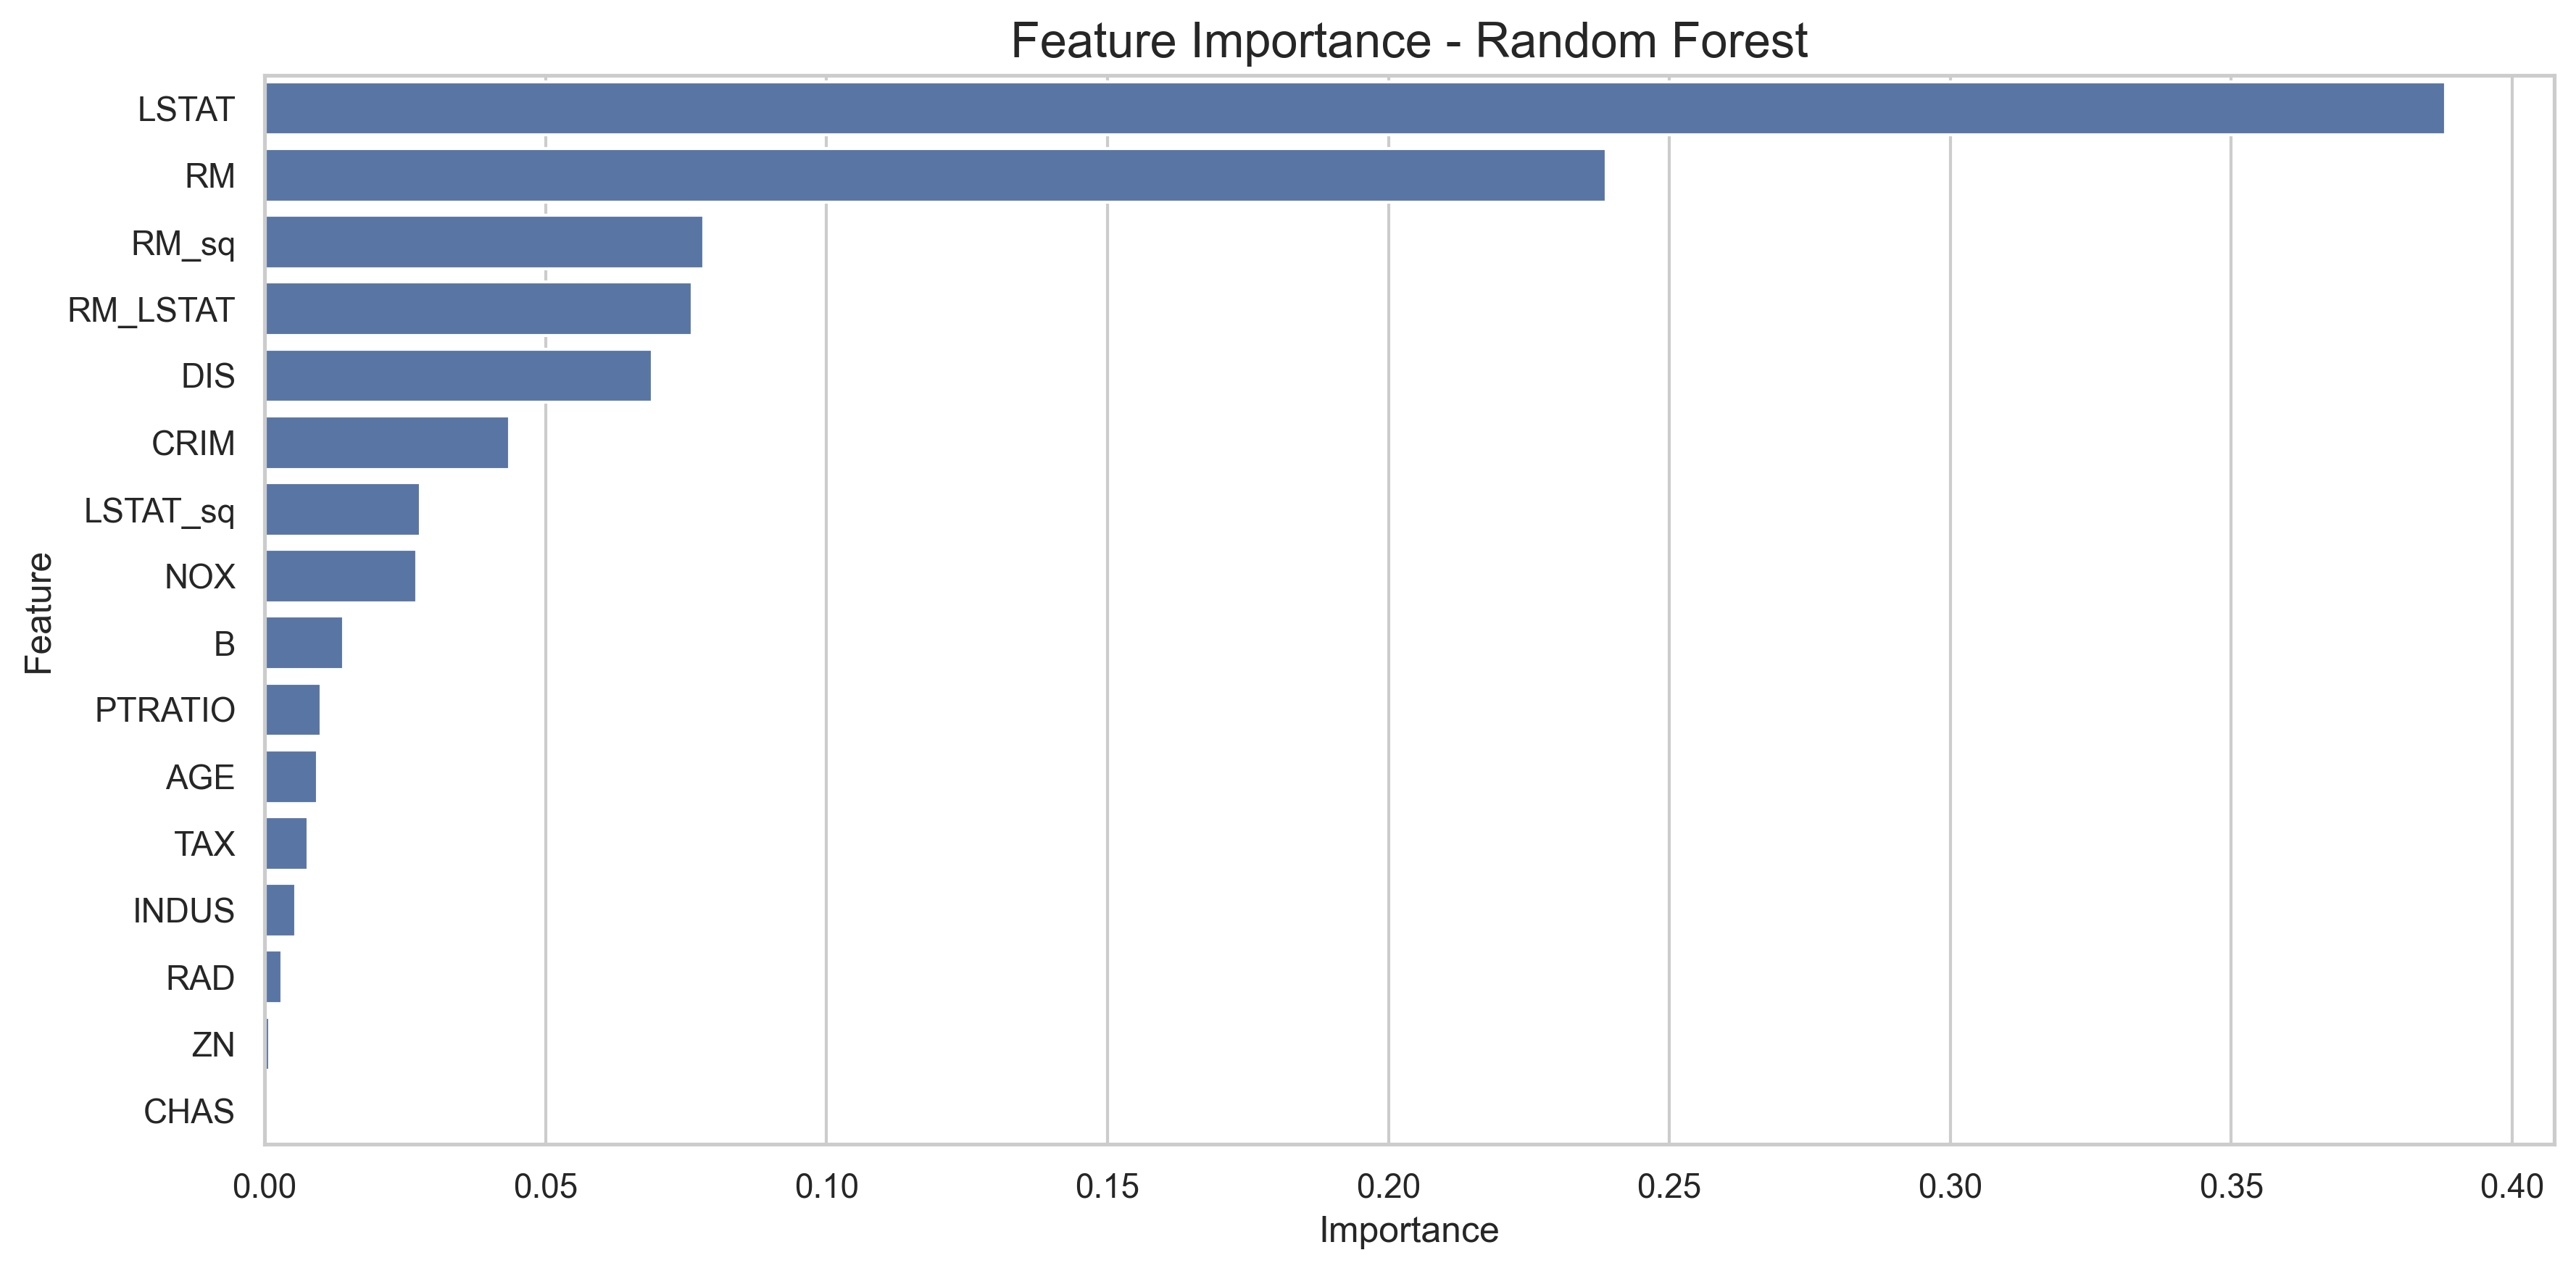 Feature Importance - Random Forest
Feature
LSTAT
RM
RM_sq
RM_LSTAT
DIS
CRIM
LSTAT_sq
NOX
B
PTRATIO
AGE
TAX
INDUS
RAD
ZN
CHAS
0.00 0.05 0.10 0.15 0.20 0.25 0.30 0.35 0.40
Importance